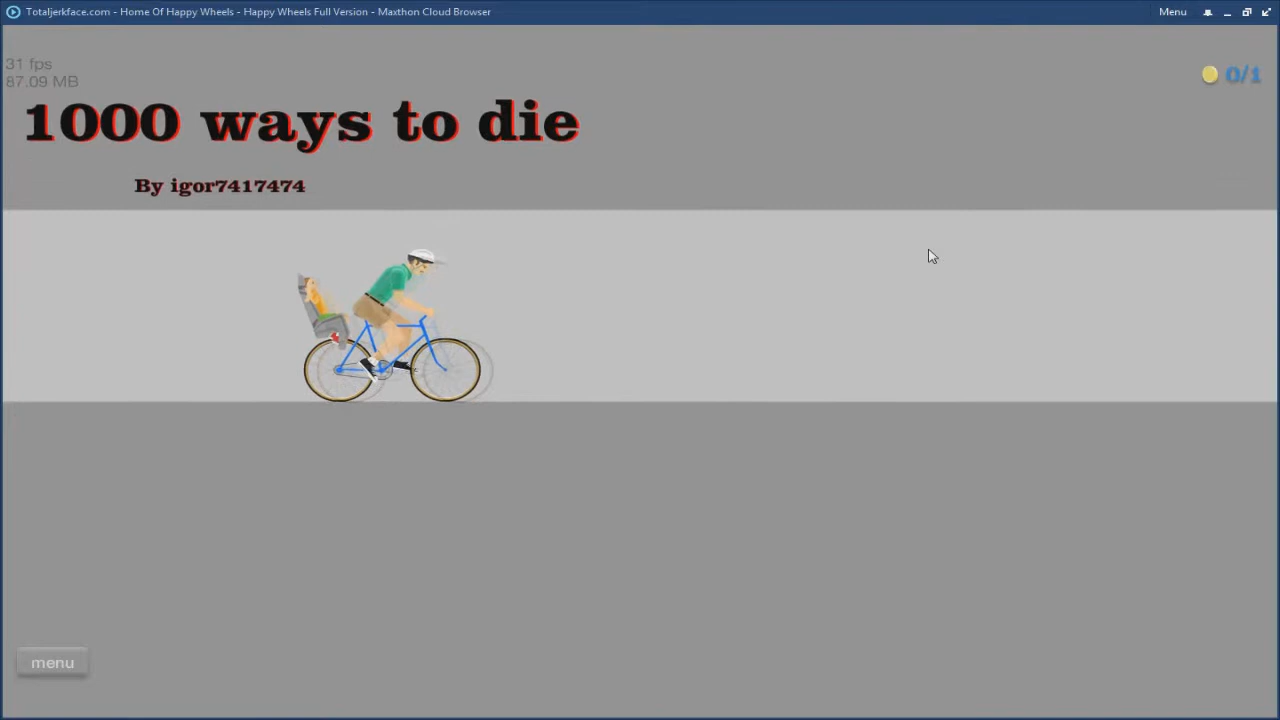 Totaljerkface.com - Home Of Happy Wheels - Happy Wheels Full Version - Maxthon Cloud Browser
Menu
31 fps
87.09 MB
0/1
1000 ways to die
By igor7417474
menu